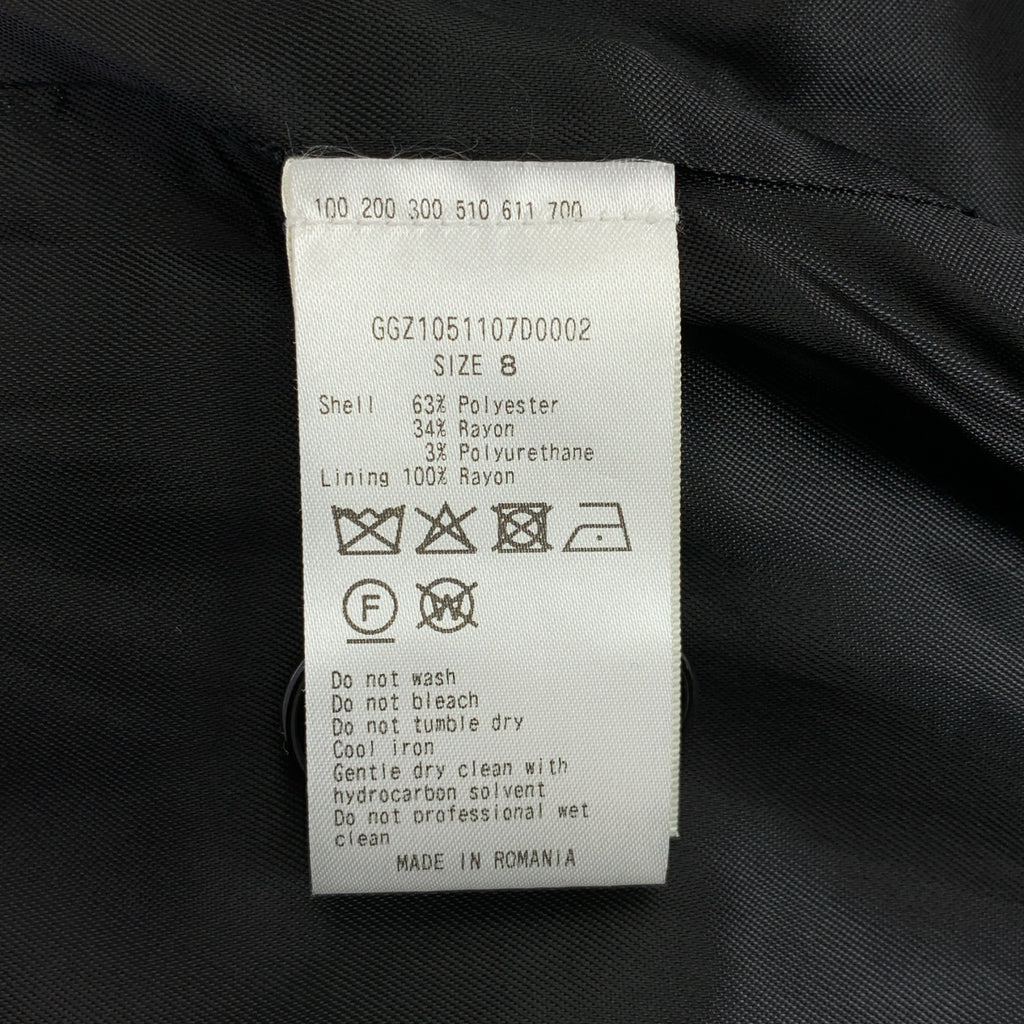 100 200 300 510 611 700
GGZ1051107D0002
SIZE 8
Shell 63% Polyester
34% Rayon
3% Polyurethane
Lining 100% Rayon
F W
Do not wash
Do not bleach
Do not tumble dry
Cool iron
Gentle dry clean with
hydrocarbon solvent
Do not professional wet
clean
MADE IN ROMANIA